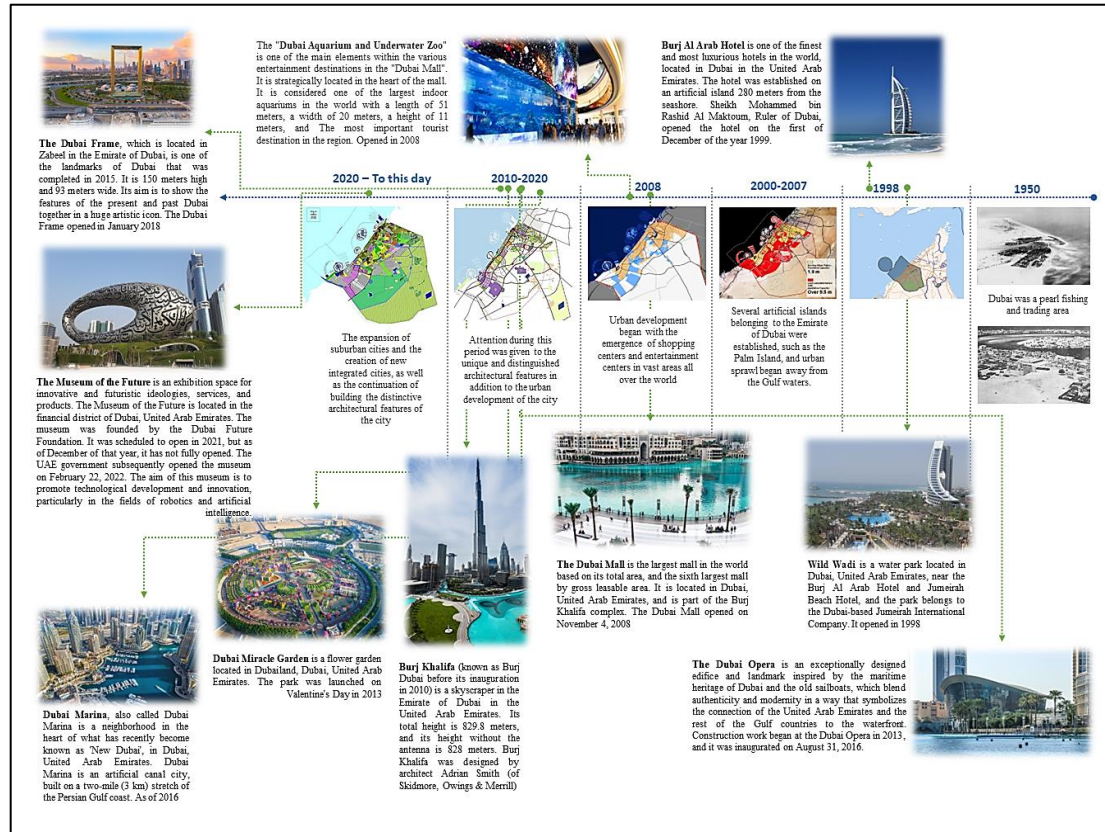 The "Dubai Aquarium and Underwater Zoo"
is one of the main elements within the various
entertainment destinations in the "Dubai Mall".
It is strategically located in the heart of the mall.
It is considered one of the largest indoor
aquariums in the world with a length of 51
meters, a width of 20 meters, a height of 11
meters, and The most important tourist
destination in the region. Opened in 2008
Burj Al Arab Hotel is one of the finest
and most luxurious hotels in the world,
located in Dubai in the United Arab
Emirates. The hotel was established on
an artificial island 280 meters from the
seashore. Sheikh Mohammed bin
Rashid Al Maktoum, Ruler of Dubai,
opened the hotel on the first of
December of the year 1999.
The Dubai Frame, which is located in
Zabeel in the Emirate of Dubai, is one of
the landmarks of Dubai that was
completed in 2015. It is 150 meters high
and 93 meters wide. Its aim is to show the
features of the present and past Dubai
together in a huge artistic icon. The Dubai
Frame opened in January 2018
2020 – To this day
2010-2020
2008
2000-2007
1998
1950
Dubai was a pearl fishing
and trading area
The expansion of
suburban cities and the
creation of new
integrated cities, as well
as the continuation of
building the distinctive
architectural features of
the city
Attention during this
period was given to the
unique and distinguished
architectural features in
addition to the urban
development of the city
Urban development
began with the
emergence of shopping
centers and entertainment
centers in vast areas all
over the world
Several artificial islands
belonging to the Emirate
of Dubai were
established, such as the
Palm Island, and urban
sprawl began away from
the Gulf waters.
The Museum of the Future is an exhibition space for
innovative and futuristic ideologies, services, and
products. The Museum of the Future is located in the
financial district of Dubai, United Arab Emirates. The
museum was founded by the Dubai Future
Foundation. It was scheduled to open in 2021, but as
of December of that year, it has not fully opened. The
UAE government subsequently opened the museum
on February 22, 2022. The aim of this museum is to
promote technological development and innovation,
particularly in the fields of robotics and artificial
intelligence.
The Dubai Mall is the largest mall in the world
based on its total area, and the sixth largest mall
by gross leasable area. It is located in Dubai,
United Arab Emirates, and is part of the Burj
Khalifa complex. The Dubai Mall opened on
November 4, 2008
Wild Wadi is a water park located in
Dubai, United Arab Emirates, near the
Burj Al Arab Hotel and Jumeirah
Beach Hotel, and the park belongs to
the Dubai-based Jumeirah International
Company. It opened in 1998
Dubai Miracle Garden is a flower garden
located in Dubailand, Dubai, United Arab
Emirates. The park was launched on
Valentine's Day in 2013
Burj Khalifa (known as Burj
Dubai before its inauguration
in 2010) is a skyscraper in the
Emirate of Dubai in the
United Arab Emirates. Its
total height is 829.8 meters,
and its height without the
antenna is 828 meters. Burj
Khalifa was designed by
architect Adrian Smith (of
Skidmore, Owings & Merrill)
The Dubai Opera is an exceptionally designed
edifice and landmark inspired by the maritime
heritage of Dubai and the old sailboats, which blend
authenticity and modernity in a way that symbolizes
the connection of the United Arab Emirates and the
rest of the Gulf countries to the waterfront.
Construction work began at the Dubai Opera in 2013,
and it was inaugurated on August 31, 2016.
Dubai Marina, also called Dubai
Marina is a neighborhood in the
heart of what has recently become
known as 'New Dubai', in Dubai,
United Arab Emirates. Dubai
Marina is an artificial canal city,
built on a two-mile (3 km) stretch of
the Persian Gulf coast. As of 2016